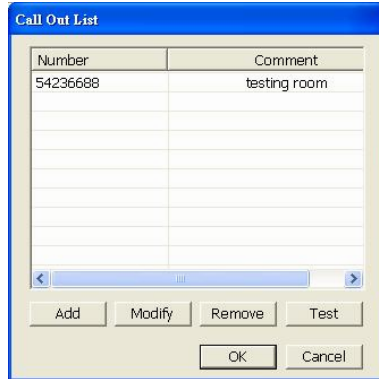 Call Out List
Number Comment
54236688 testing room
Add Modify Remove Test
OK Cancel